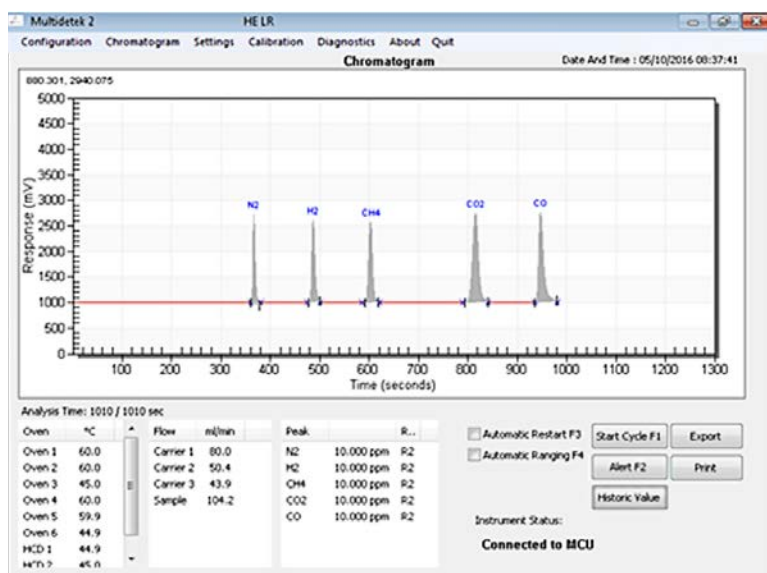 Multidetek 2 HE LR
Configuration Chromatogram Settings Calibration Diagnostics About Quit
Chromatogram Date And Time : 05/10/2016 08:37:41
880.301, 2940.075
5000
4500
4000
3500
3000
2500
2000
1500
1000
500
0
Response (mV)
N2 H2 CH4 CO2 CO
100 200 300 400 500 600 700 800 900 1000 1100 1200 1300
Time (seconds)
Analysis Time: 1010 / 1010 sec
Oven °C Flow ml/min Peak R...
Oven 1 60.0 Carrier 1 80.0 N2 10.000 ppm R2
Oven 2 60.0 Carrier 2 50.4 H2 10.000 ppm R2
Oven 3 45.0 Carrier 3 43.9 CH4 10.000 ppm R2
Oven 4 60.0 Sample 104.2 CO2 10.000 ppm R2
Oven 5 59.9 CO 10.000 ppm R2
Oven 6 44.9
HCD 1 44.9
HCD 2 45.0
Automatic Restart F3 Start Cycle F1 Export
Automatic Ranging F4 Alert F2 Print
Historic Value
Instrument Status:
Connected to MCU